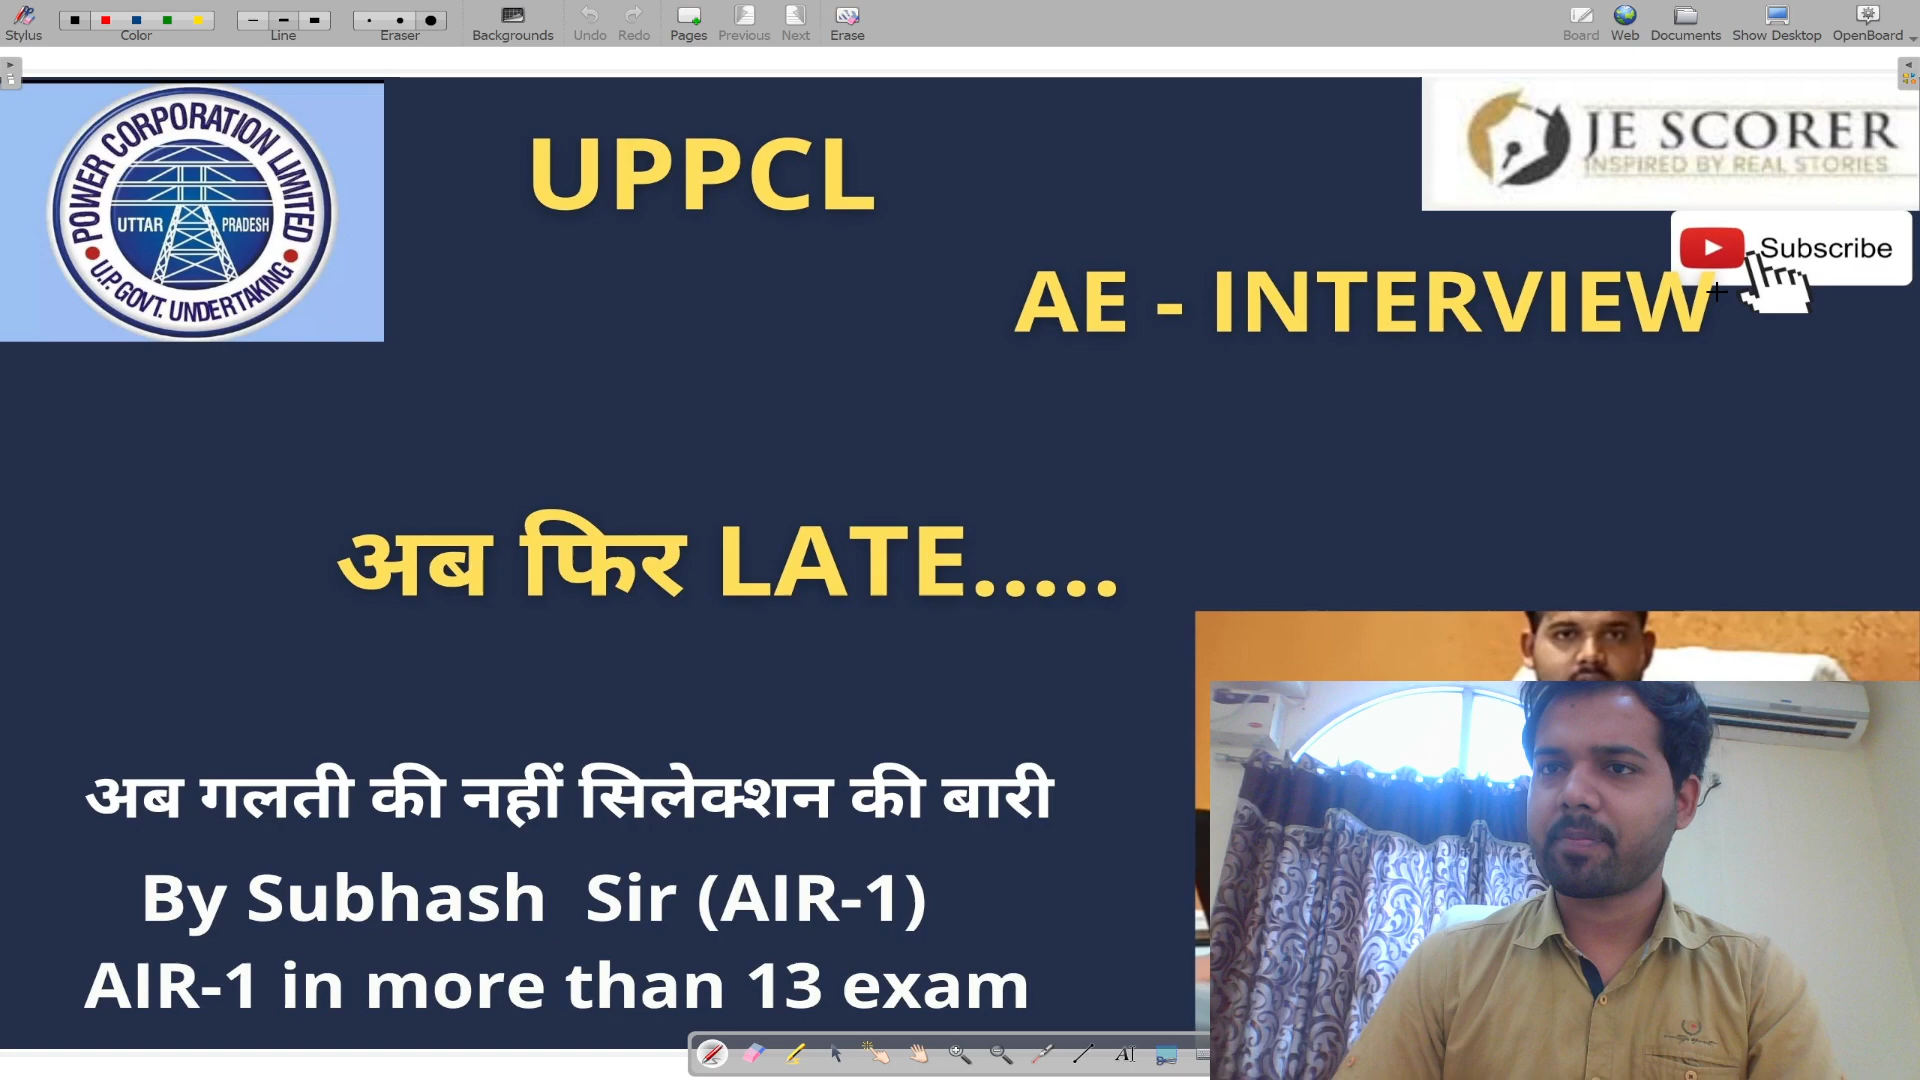 Stylus
Color
Line
Eraser
Backgrounds
Undo
Redo
Pages
Previous
Next
Erase
Board
Web
Documents
Show Desktop
OpenBoard
POWER CORPORATION LIMITED
UTTAR PRADESH
U.P. GOVT. UNDERTAKING
UPPCL
JE SCORER
INSPIRED BY REAL STORIES
Subscribe
AE - INTERVIEW
अब फिर LATE.....
अब गलती की नहीं सिलेक्शन की बारी
By Subhash Sir (AIR-1)
AIR-1 in more than 13 exam